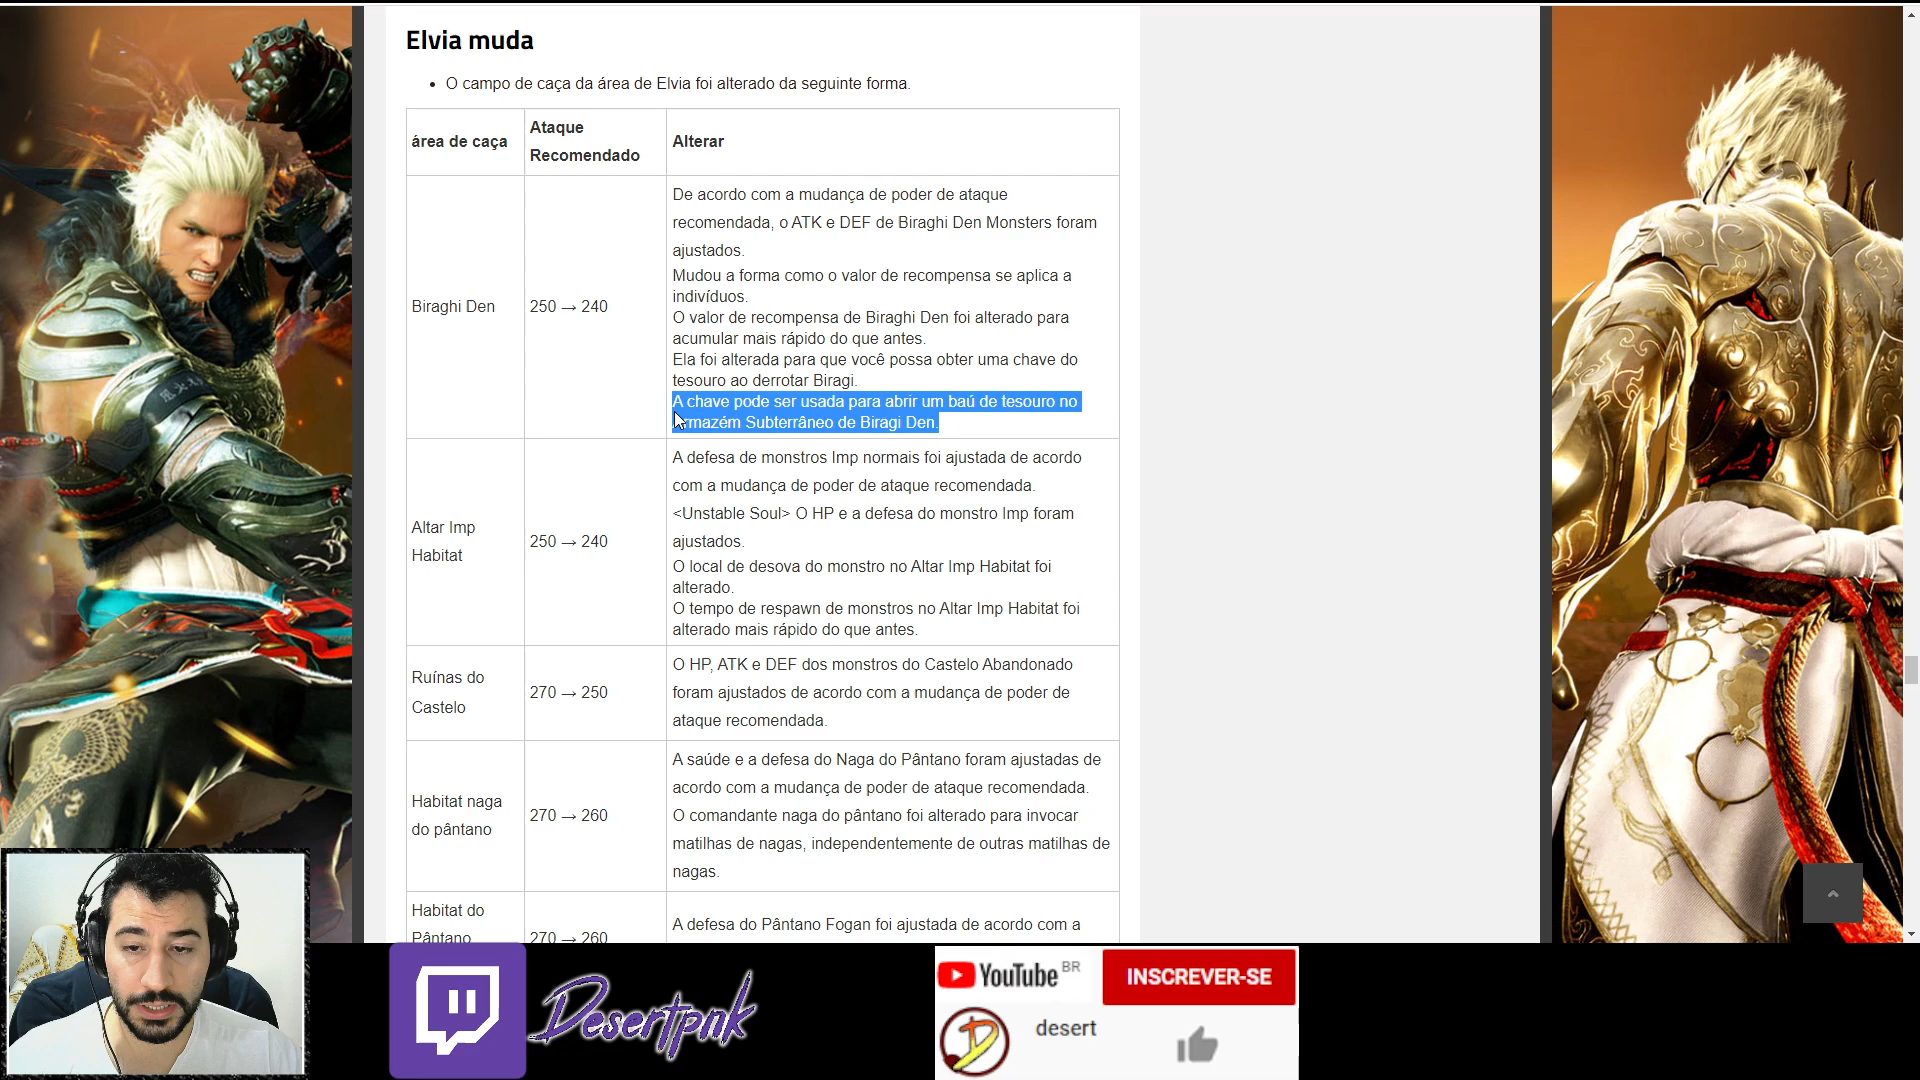 Elvia muda
• O campo de caça da área de Elvia foi alterado da seguinte forma.
área de caça
Ataque
Recomendado
Alterar
Biraghi Den
250 → 240
De acordo com a mudança de poder de ataque
recomendada, o ATK e DEF de Biraghi Den Monsters foram
ajustados.
Mudou a forma como o valor de recompensa se aplica a
indivíduos.
O valor de recompensa de Biraghi Den foi alterado para
acumular mais rápido do que antes.
Ela foi alterada para que você possa obter uma chave do
tesouro ao derrotar Biragi.
A chave pode ser usada para abrir um baú de tesouro no
armazém Subterrâneo de Biragi Den.
Altar Imp
Habitat
250 → 240
A defesa de monstros Imp normais foi ajustada de acordo
com a mudança de poder de ataque recomendada.
<Unstable Soul> O HP e a defesa do monstro Imp foram
ajustados.
O local de desova do monstro no Altar Imp Habitat foi
alterado.
O tempo de respawn de monstros no Altar Imp Habitat foi
alterado mais rápido do que antes.
Ruínas do
Castelo
270 → 250
O HP, ATK e DEF dos monstros do Castelo Abandonado
foram ajustados de acordo com a mudança de poder de
ataque recomendada.
Habitat naga
do pântano
270 → 260
A saúde e a defesa do Naga do Pântano foram ajustadas de
acordo com a mudança de poder de ataque recomendada.
O comandante naga do pântano foi alterado para invocar
matilhas de nagas, independentemente de outras matilhas de
nagas.
Habitat do
Pântano
270 → 260
A defesa do Pântano Fogan foi ajustada de acordo com a
Desertpnk
YouTube BR
INSCREVER-SE
desert